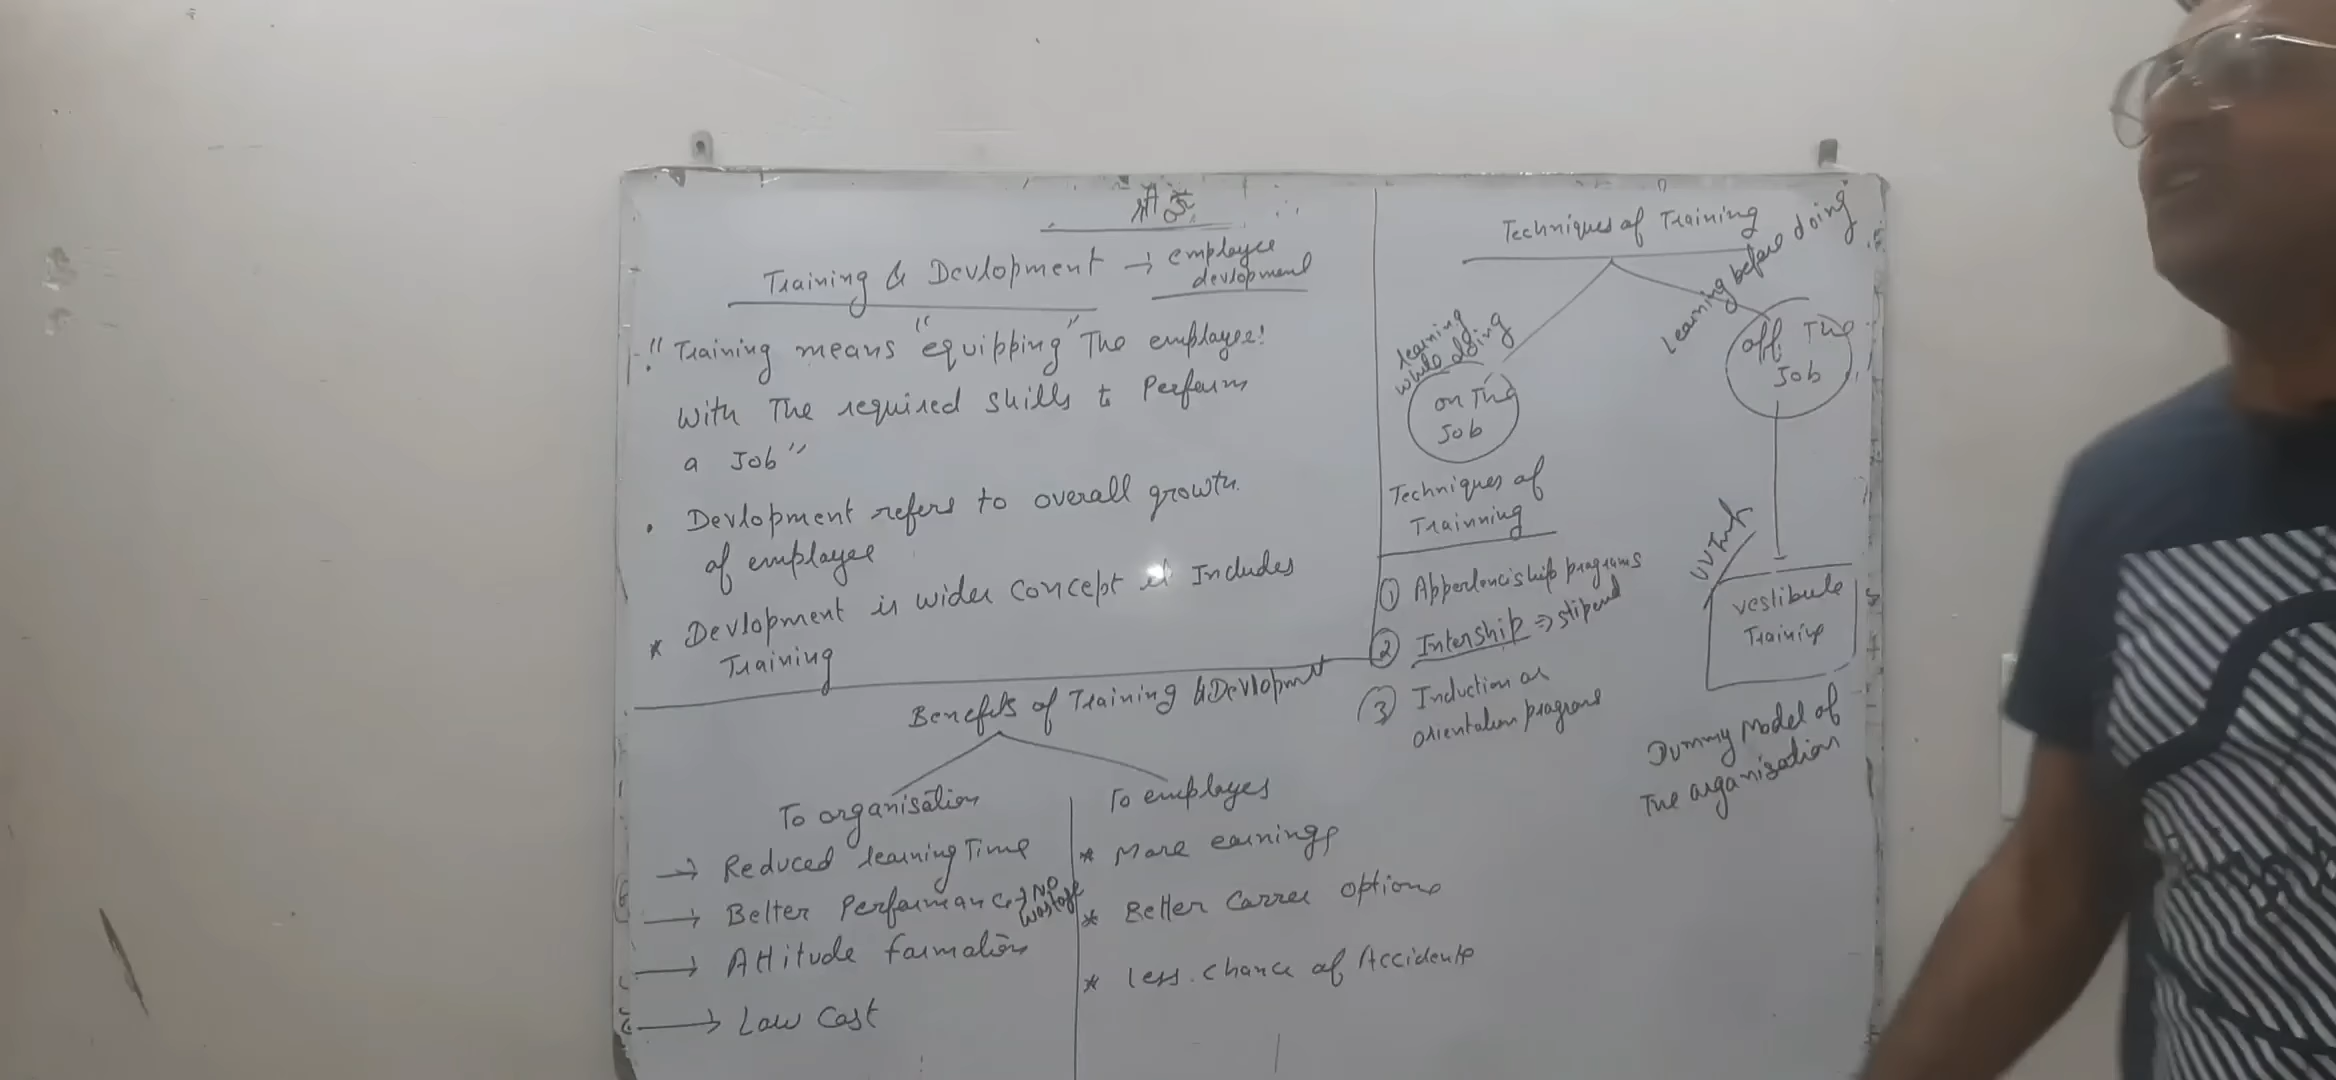 Training & Devlopment → employee
devlopment
"Training means "equipping" The employee!
with The required skills to Perform
a Job"
• Devlopment refers to overall growth
of employee
* Devlopment is wider concept it Includes
Training
Benefits of Training & Devlopmnt
To organisation
→ Reduced learning Time
→ Better Performance → No
wastage
→ Attitude formation
→ Low Cost
To employes
* More earnings
* Better Carrer options
* Less. Chance of Accidents
Techniques of Training
learning
while doing
on The
Job
Learning before doing
off The
Job
Techniques of
Trainning
① Apperenciship programs
② Intership ⇒ stipend
③ Induction or
orientation programs
vestibule
Training
Dummy Model of
The organisation